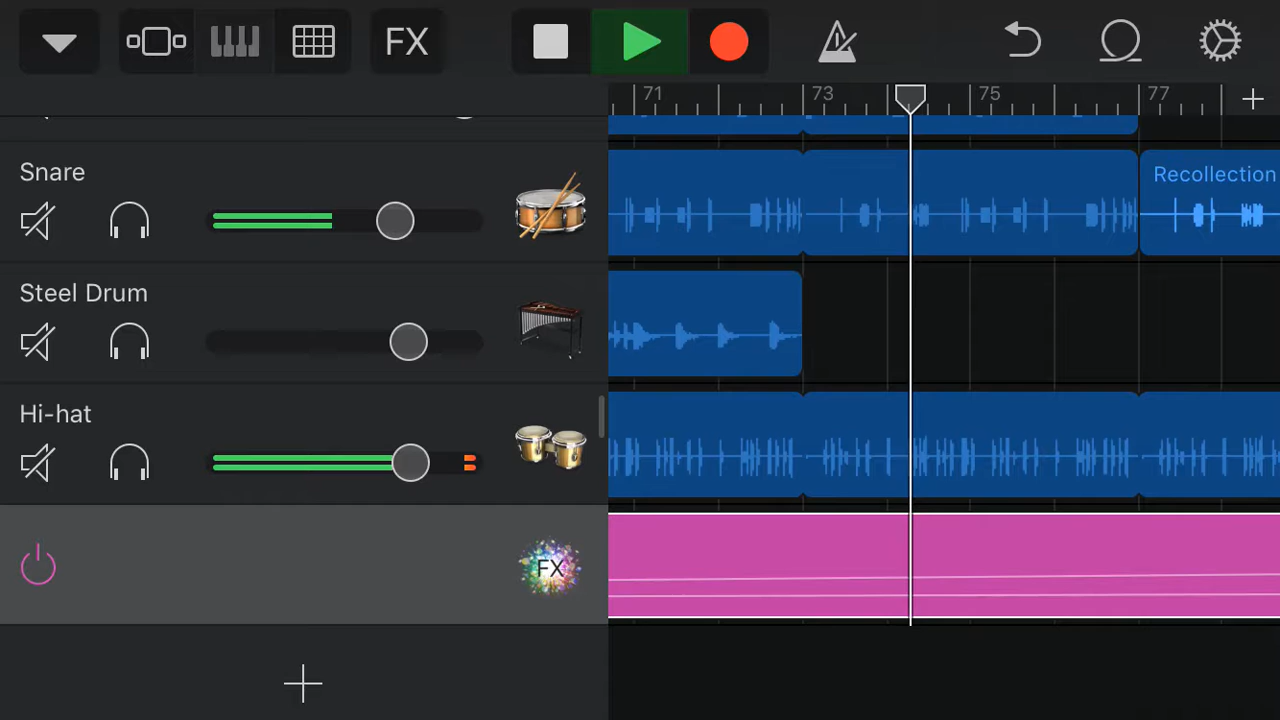 FX
71
73
75
77
Snare
Recollection
Steel Drum
Hi-hat
FX